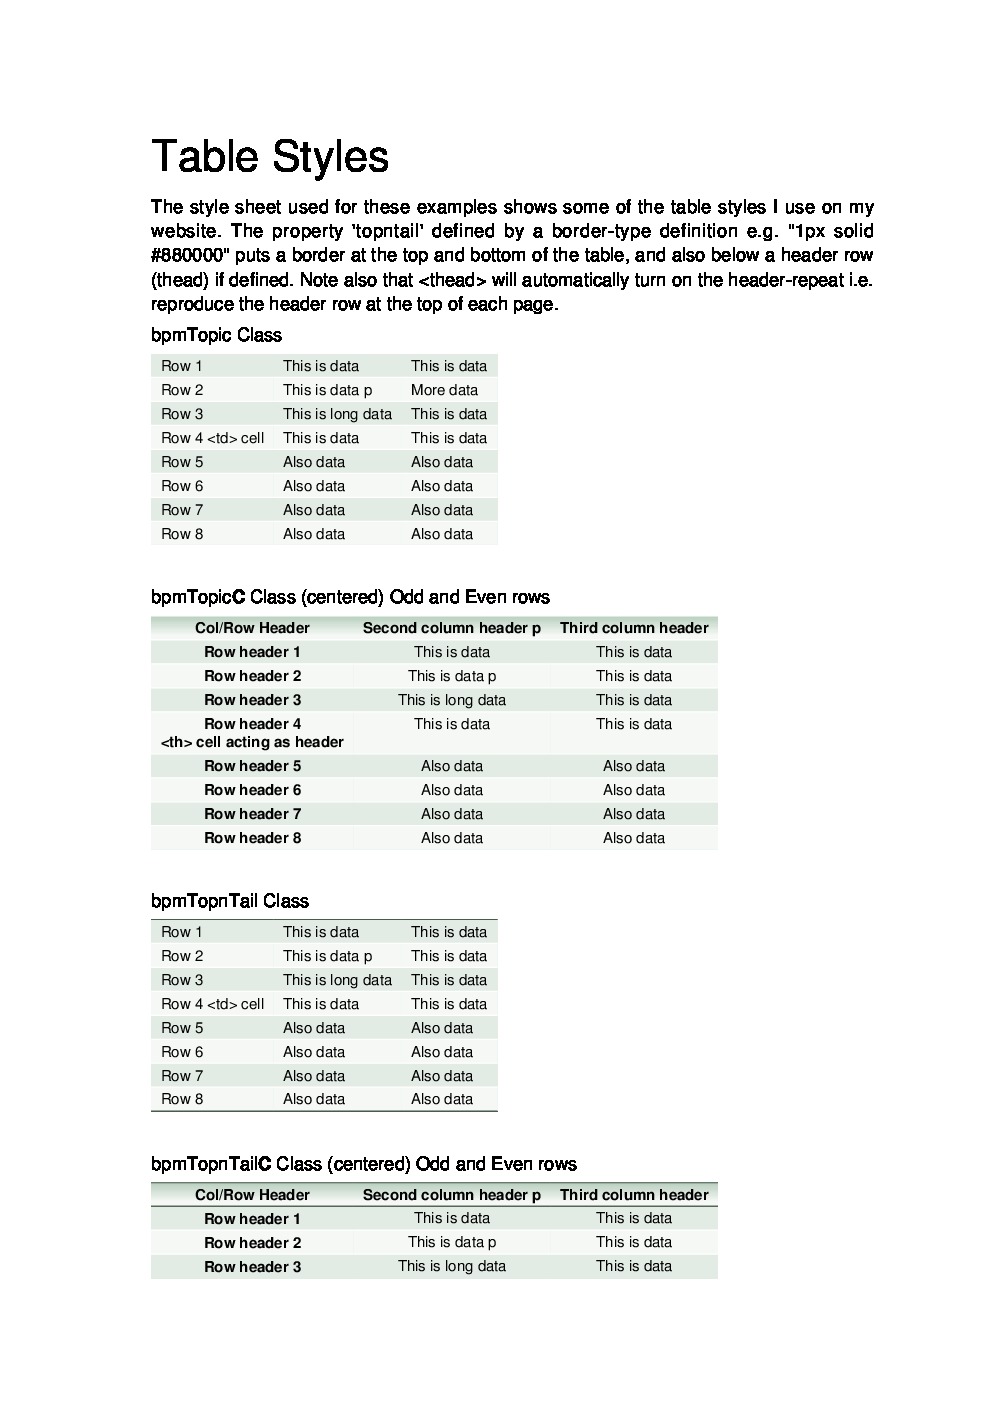 Table Styles
The style sheet used for these examples shows some of the table styles I use on my
website. The property 'topntail' defined by a border-type definition e.g. "1px solid
#880000" puts a border at the top and bottom of the table, and also below a header row
(thead) if defined. Note also that <thead> will automatically turn on the header-repeat i.e.
reproduce the header row at the top of each page.
bpmTopic Class
Row 1 This is data This is data
Row 2 This is data p More data
Row 3 This is long data This is data
Row 4 <td> cell This is data This is data
Row 5 Also data Also data
Row 6 Also data Also data
Row 7 Also data Also data
Row 8 Also data Also data
bpmTopicC Class (centered) Odd and Even rows
Col/Row Header Second column header p Third column header
Row header 1 This is data This is data
Row header 2 This is data p This is data
Row header 3 This is long data This is data
Row header 4 This is data This is data
<th> cell acting as header
Row header 5 Also data Also data
Row header 6 Also data Also data
Row header 7 Also data Also data
Row header 8 Also data Also data
bpmTopnTail Class
Row 1 This is data This is data
Row 2 This is data p This is data
Row 3 This is long data This is data
Row 4 <td> cell This is data This is data
Row 5 Also data Also data
Row 6 Also data Also data
Row 7 Also data Also data
Row 8 Also data Also data
bpmTopnTailC Class (centered) Odd and Even rows
Col/Row Header Second column header p Third column header
Row header 1 This is data This is data
Row header 2 This is data p This is data
Row header 3 This is long data This is data